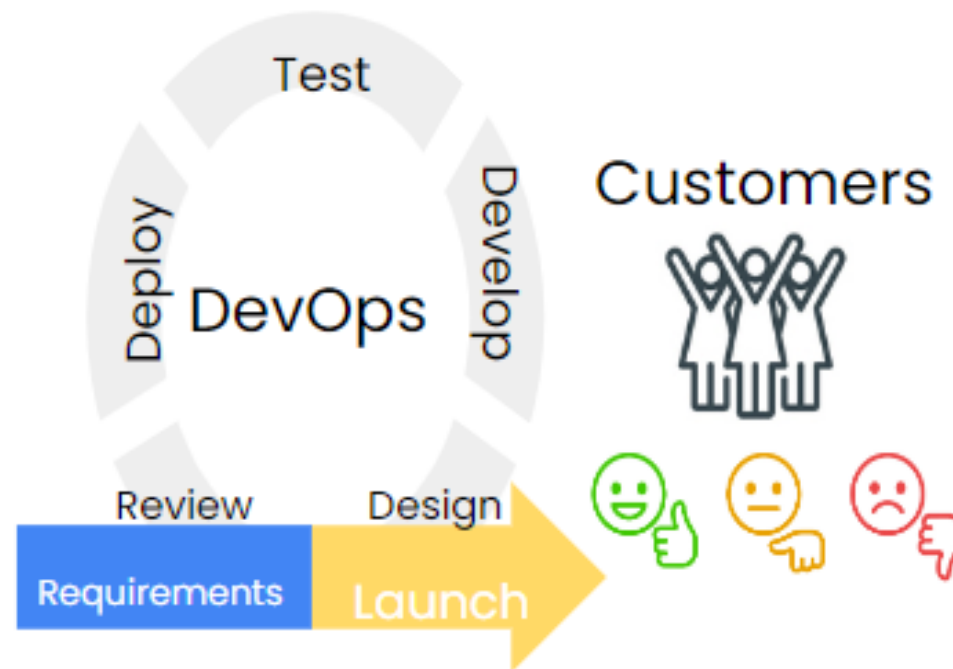 Test
Develop
Customers
Deploy
DevOps
Review
Design
Requirements
Launch